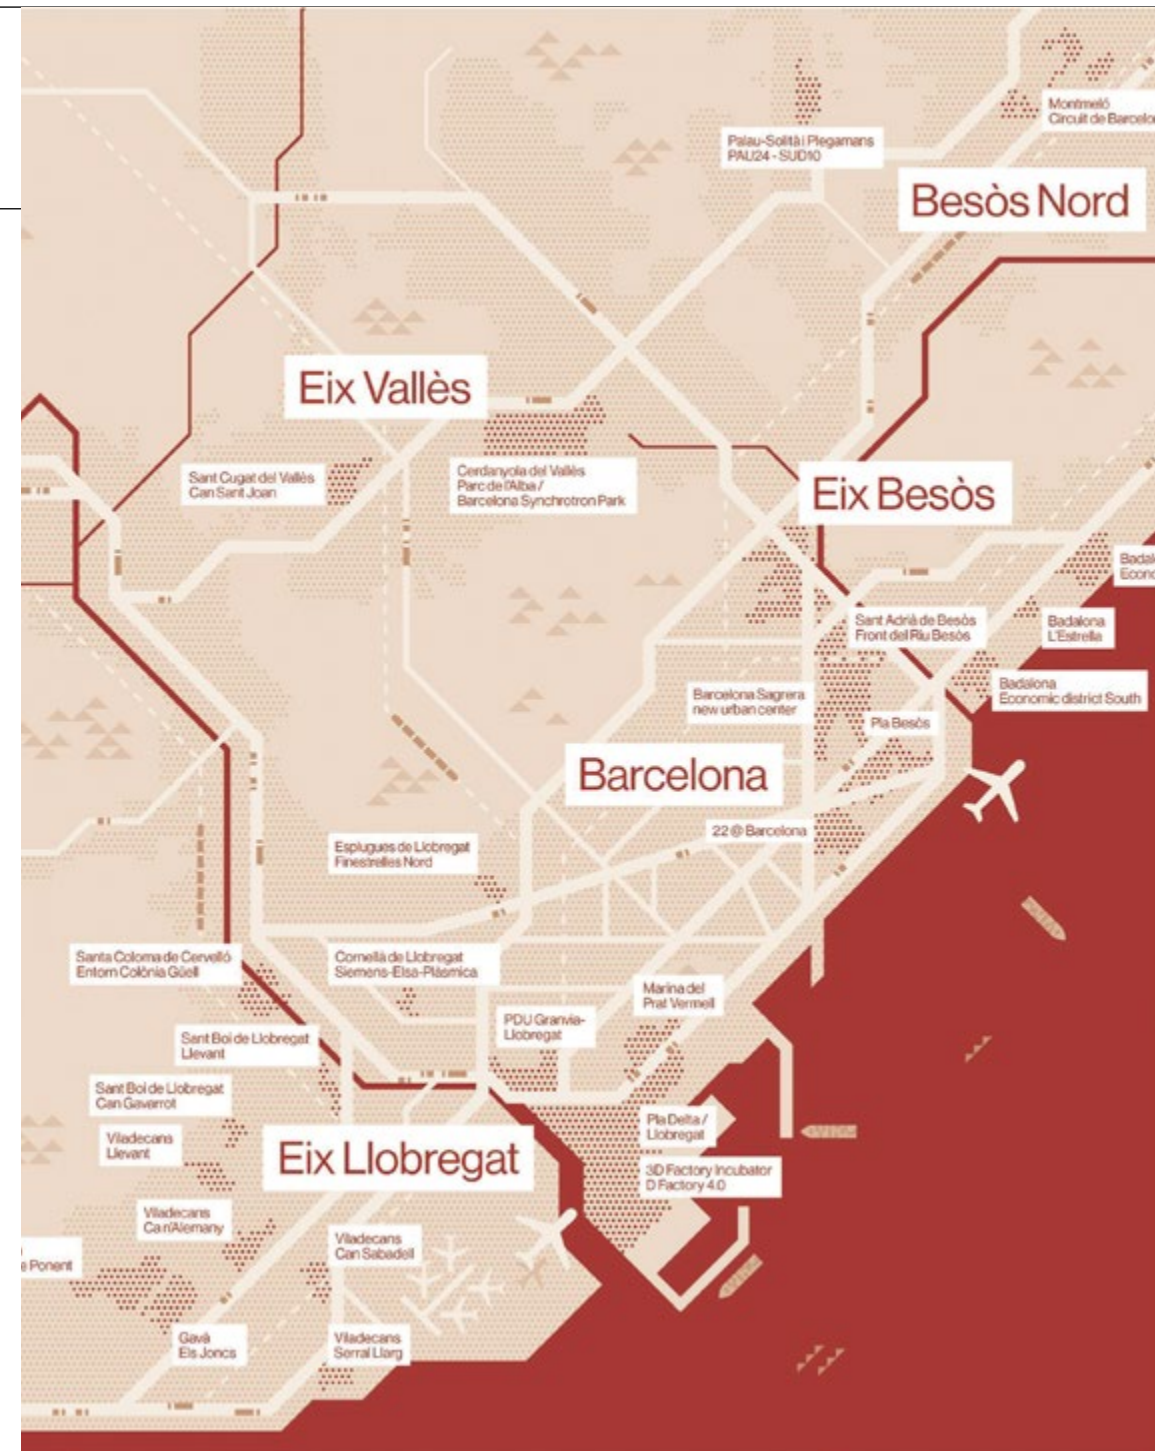 Montmeló
Circuit de Barcelo
Palau-Solità i Plegamans
PAU24 - SUD10
Besòs Nord
Eix Vallès
Sant Cugat del Vallès
Can Sant Joan
Cerdanyola del Vallès
Parc de l'Alba /
Barcelona Synchrotron Park
Eix Besòs
Badal
Econo
Sant Adrià de Besòs
Front del Riu Besòs
Badalona
L'Estrella
Badalona
Economic district South
Barcelona Sagrera
new urban center
Pla Besòs
Barcelona
22@ Barcelona
Esplugues de Llobregat
Finestrelles Nord
Santa Coloma de Cervelló
Entorn Colònia Güell
Cornellà de Llobregat
Siemens-Elsa-Plàsmica
Marina del
Prat Vermell
PDU Granvia-
Llobregat
Sant Boi de Llobregat
Llevant
Sant Boi de Llobregat
Can Gavarrot
Viladecans
Llevant
Eix Llobregat
Pla Delta /
Llobregat
3D Factory Incubator
D Factory 4.0
Viladecans
Ca n'Alemany
Viladecans
Can Sabadell
e Ponent
Gavà
Els Joncs
Viladecans
Serral Llarg